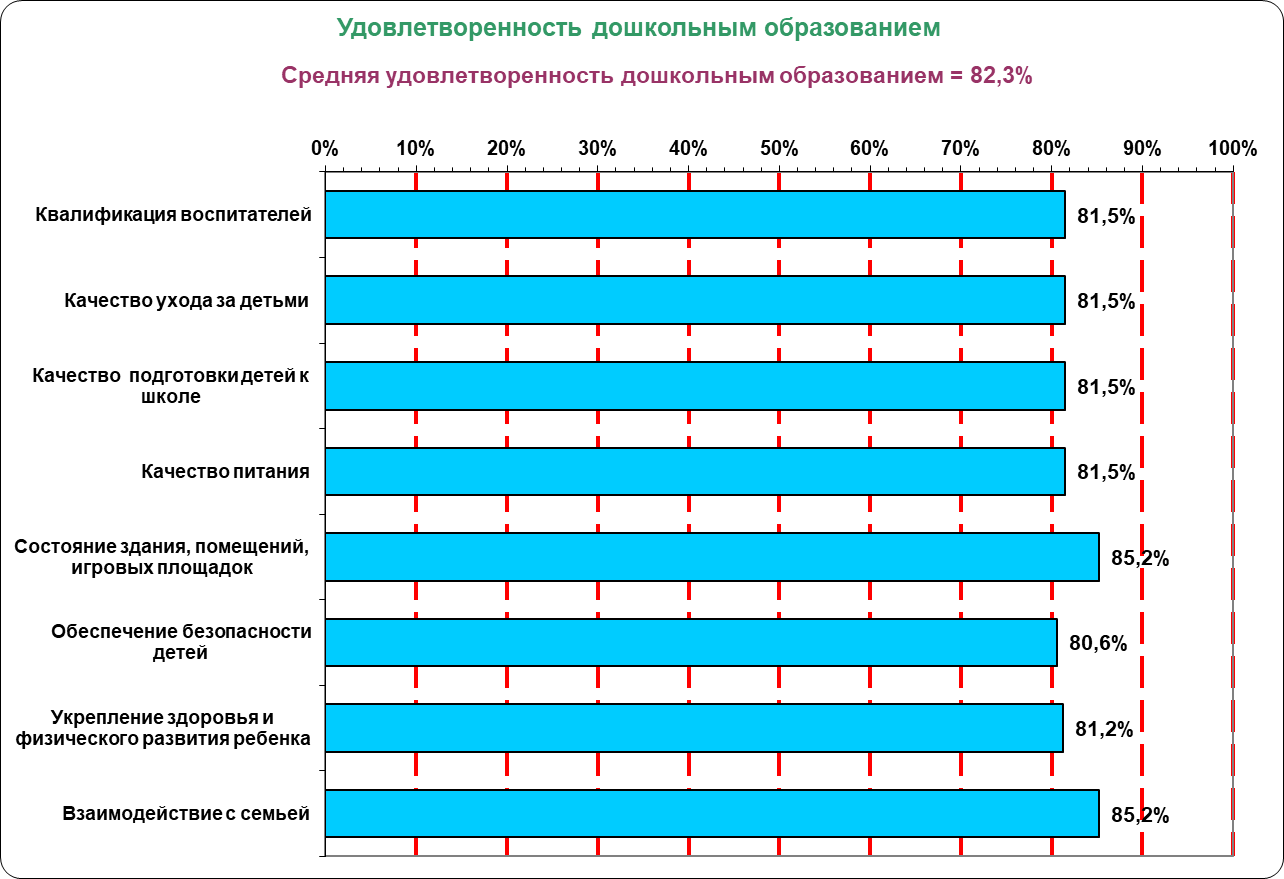 Удовлетворенность дошкольным образованием
Средняя удовлетворенность дошкольным образованием = 82,3%
0% 10% 20% 30% 40% 50% 60% 70% 80% 90% 100%
Квалификация воспитателей 81,5%
Качество ухода за детьми 81,5%
Качество подготовки детей к
школе 81,5%
Качество питания 81,5%
Состояние здания, помещений,
игровых площадок 85,2%
Обеспечение безопасности
детей 80,6%
Укрепление здоровья и
физического развития ребенка 81,2%
Взаимодействие с семьей 85,2%